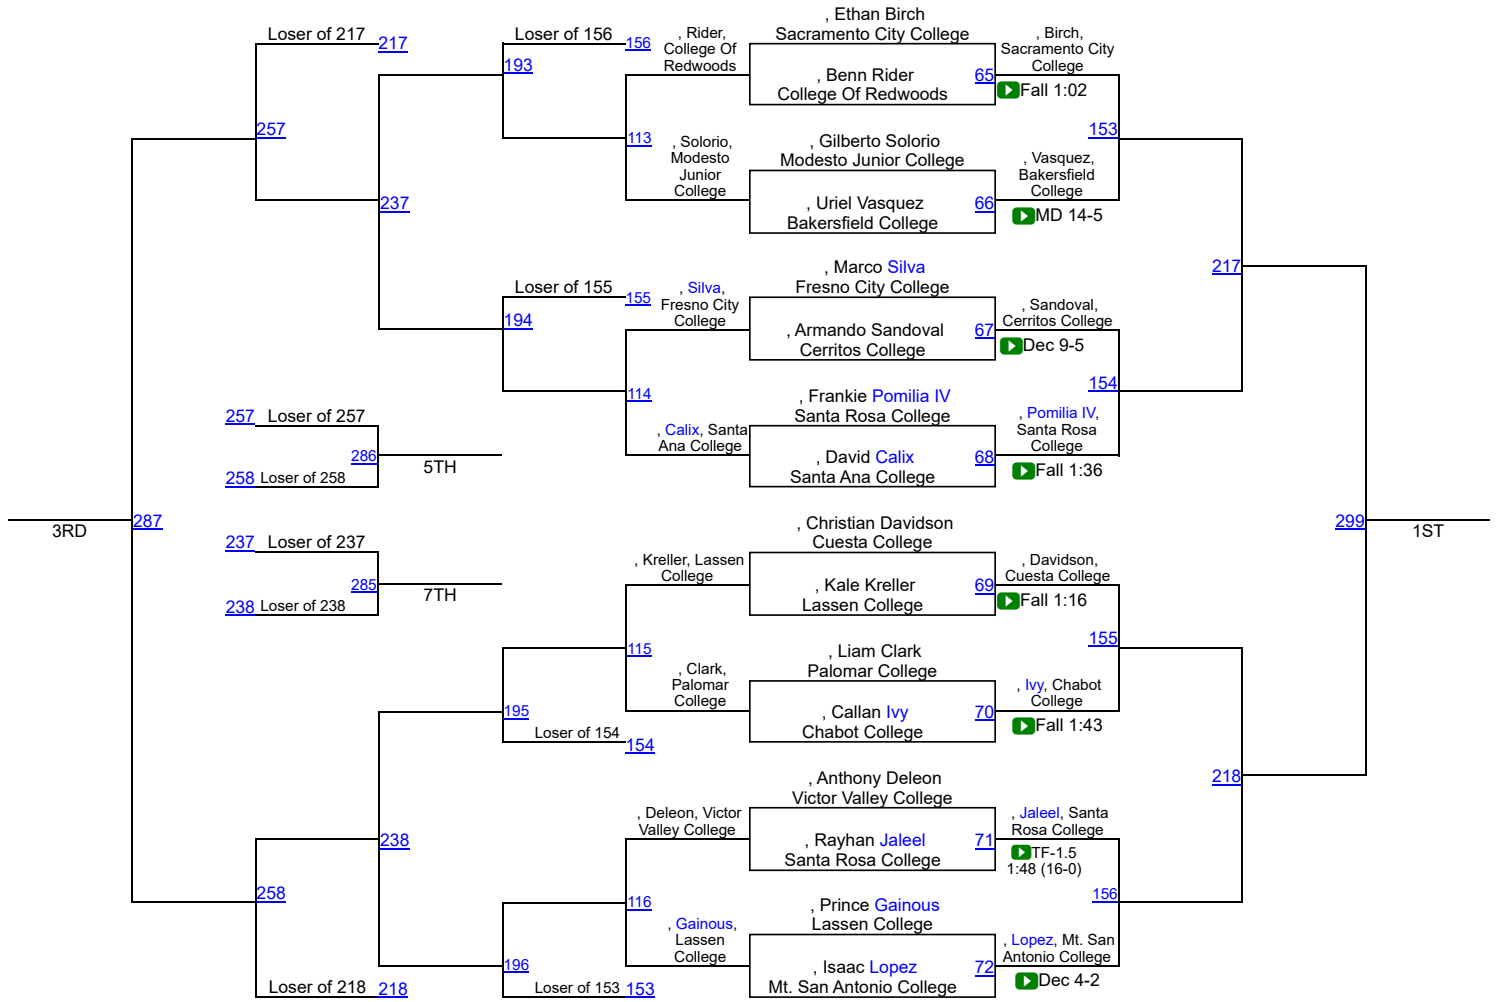 Loser of 217
217
Loser of 156
156
193
257
237
Loser of 155
155
194
257
Loser of 257
286
5TH
258
Loser of 258
3RD
287
237
Loser of 237
285
7TH
238
Loser of 238
195
Loser of 154
154
238
258
196
Loser of 218
218
Loser of 153
153
, Rider,
College Of
Redwoods
113
, Solorio,
Modesto
Junior
College
, Silva,
Fresno City
College
114
, Calix, Santa
Ana College
, Kreller, Lassen
College
115
, Clark,
Palomar
College
, Deleon, Victor
Valley College
116
, Gainous,
Lassen
College
, Ethan Birch
Sacramento City College
, Benn Rider
College Of Redwoods
65
, Gilberto Solorio
Modesto Junior College
, Uriel Vasquez
Bakersfield College
66
, Marco Silva
Fresno City College
, Armando Sandoval
Cerritos College
67
, Frankie Pomilia IV
Santa Rosa College
, David Calix
Santa Ana College
68
, Christian Davidson
Cuesta College
, Kale Kreller
Lassen College
69
, Liam Clark
Palomar College
, Callan Ivy
Chabot College
70
, Anthony Deleon
Victor Valley College
, Rayhan Jaleel
Santa Rosa College
71
, Prince Gainous
Lassen College
, Isaac Lopez
Mt. San Antonio College
72
, Birch,
Sacramento City
College
Fall 1:02
153
, Vasquez,
Bakersfield
College
MD 14-5
217
, Sandoval,
Cerritos College
Dec 9-5
154
, Pomilia IV,
Santa Rosa
College
Fall 1:36
299
1ST
, Davidson,
Cuesta College
Fall 1:16
155
, Ivy, Chabot
College
Fall 1:43
218
, Jaleel, Santa
Rosa College
TF-1.5
1:48 (16-0)
156
, Lopez, Mt. San
Antonio College
Dec 4-2